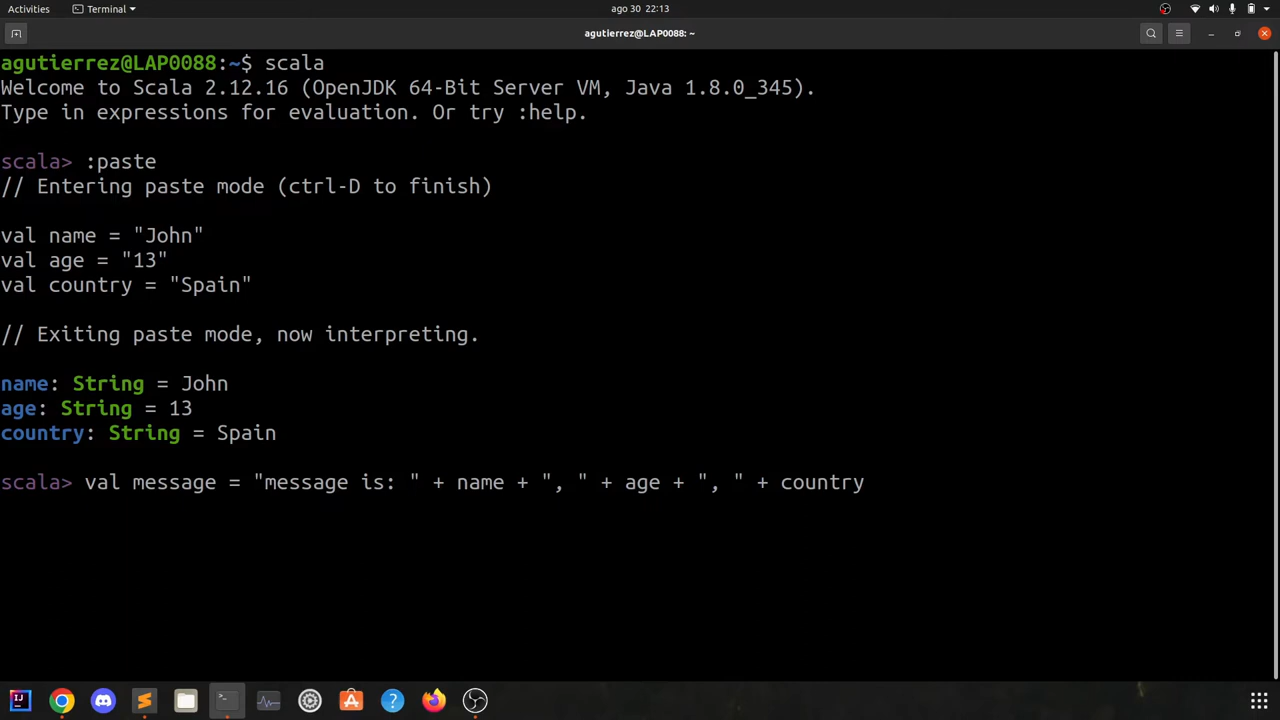 Activities
Terminal
ago 30 22:13
agutierrez@LAP0088: ~
agutierrez@LAP0088:~$ scala
Welcome to Scala 2.12.16 (OpenJDK 64-Bit Server VM, Java 1.8.0_345).
Type in expressions for evaluation. Or try :help.
scala> :paste
// Entering paste mode (ctrl-D to finish)
val name = "John"
val age = "13"
val country = "Spain"
// Exiting paste mode, now interpreting.
name: String = John
age: String = 13
country: String = Spain
scala> val message = "message is: " + name + ", " + age + ", " + country
IJ